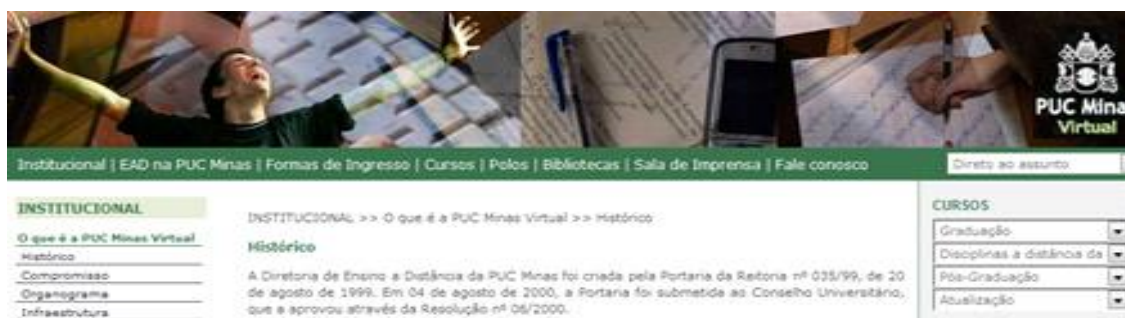 PUC Mina
Virtual
Institucional | EAD na PUC Minas | Formas de Ingresso | Cursos | Polos | Bibliotecas | Sala de Imprensa | Fale conosco
Direto ao assunto
INSTITUCIONAL
O que é a PUC Minas Virtual
Histórico
Compromisso
Organograma
Infraestrutura
INSTITUCIONAL >> O que é a PUC Minas Virtual >> Histórico
Histórico
A Diretoria de Ensino a Distância da PUC Minas foi criada pela Portaria da Reitoria nº 035/99, de 20
de agosto de 1999. Em 04 de agosto de 2000, a Portaria foi submetida ao Conselho Universitário,
que a aprovou através da Resolução nº 06/2000.
CURSOS
Graduação
Disciplinas a distância da
Pós-Graduação
Atualização